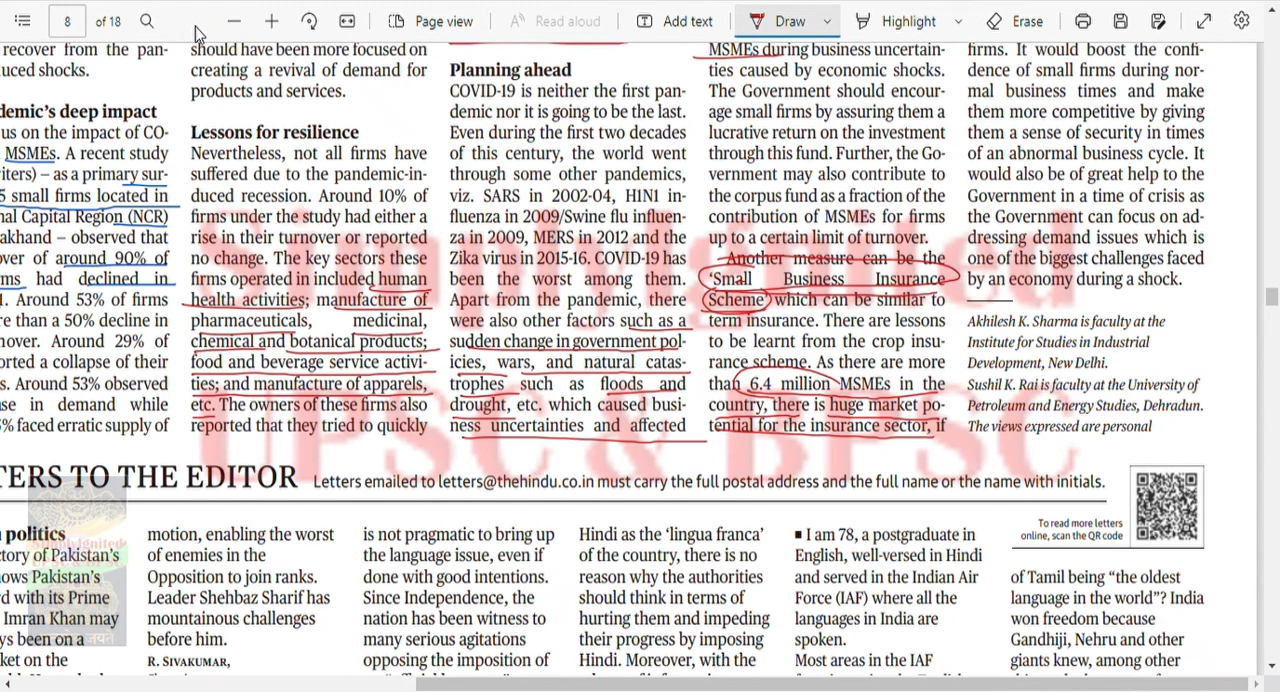 8
of 18
Page view
Read aloud
Add text
Draw
Highlight
Erase
recover from the pan-
uced shocks.
demic's deep impact
us on the impact of CO-
MSMEs. A recent study
iters) – as a primary sur-
5 small firms located in
nal Capital Region (NCR)
akhand – observed that
over of around 90% of
ms had declined in
1. Around 53% of firms
re than a 50% decline in
nover. Around 29% of
orted a collapse of their
s. Around 53% observed
se in demand while
% faced erratic supply of
should have been more focused on
creating a revival of demand for
products and services.
Lessons for resilience
Nevertheless, not all firms have
suffered due to the pandemic-in-
duced recession. Around 10% of
firms under the study had either a
rise in their turnover or reported
no change. The key sectors these
firms operated in included human
health activities; manufacture of
pharmaceuticals, medicinal,
chemical and botanical products;
food and beverage service activi-
ties; and manufacture of apparels,
etc. The owners of these firms also
reported that they tried to quickly
Planning ahead
COVID-19 is neither the first pan-
demic nor it is going to be the last.
Even during the first two decades
of this century, the world went
through some other pandemics,
viz. SARS in 2002-04, HINI in-
fluenza in 2009/Swine flu influen-
za in 2009, MERS in 2012 and the
Zika virus in 2015-16. COVID-19 has
been the worst among them.
Apart from the pandemic, there
were also other factors such as a
sudden change in government pol-
icies, wars, and natural catas-
trophes such as floods and
drought, etc. which caused busi-
ness uncertainties and affected
MSMEs during business uncertain-
ties caused by economic shocks.
The Government should encour-
age small firms by assuring them a
lucrative return on the investment
through this fund. Further, the Go-
vernment may also contribute to
the corpus fund as a fraction of the
contribution of MSMEs for firms
up to a certain limit of turnover.
Another measure can be the
'Small Business Insurance
Scheme' which can be similar to
term insurance. There are lessons
to be learnt from the crop insu-
rance scheme. As there are more
than 6.4 million MSMEs in the
country, there is huge market po-
tential for the insurance sector, if
firms. It would boost the confi-
dence of small firms during nor-
mal business times and make
them more competitive by giving
them a sense of security in times
of an abnormal business cycle. It
would also be of great help to the
Government in a time of crisis as
the Government can focus on ad-
dressing demand issues which is
one of the biggest challenges faced
by an economy during a shock.
Akhilesh K. Sharma is faculty at the
Institute for Studies in Industrial
Development, New Delhi.
Sushil K. Rai is faculty at the University of
Petroleum and Energy Studies, Dehradun.
The views expressed are personal
SimplyIgnited
UPSC & BPSC
TERS TO THE EDITOR Letters emailed to letters@thehindu.co.in must carry the full postal address and the full name or the name with initials.
To read more letters
online, scan the QR code
n politics
ctory of Pakistan's
ows Pakistan's
d with its Prime
Imran Khan may
ys been on a
ket on the
SimplyIgnited
UPSC & BPSC
motion, enabling the worst
of enemies in the
Opposition to join ranks.
Leader Shehbaz Sharif has
mountainous challenges
before him.
R. SIVAKUMAR,
is not pragmatic to bring up
the language issue, even if
done with good intentions.
Since Independence, the
nation has been witness to
many serious agitations
opposing the imposition of
Hindi as the 'lingua franca'
of the country, there is no
reason why the authorities
should think in terms of
hurting them and impeding
their progress by imposing
Hindi. Moreover, with the
■ I am 78, a postgraduate in
English, well-versed in Hindi
and served in the Indian Air
Force (IAF) where all the
languages in India are
spoken.
Most areas in the IAF
of Tamil being "the oldest
language in the world"? India
won freedom because
Gandhiji, Nehru and other
giants knew, among other